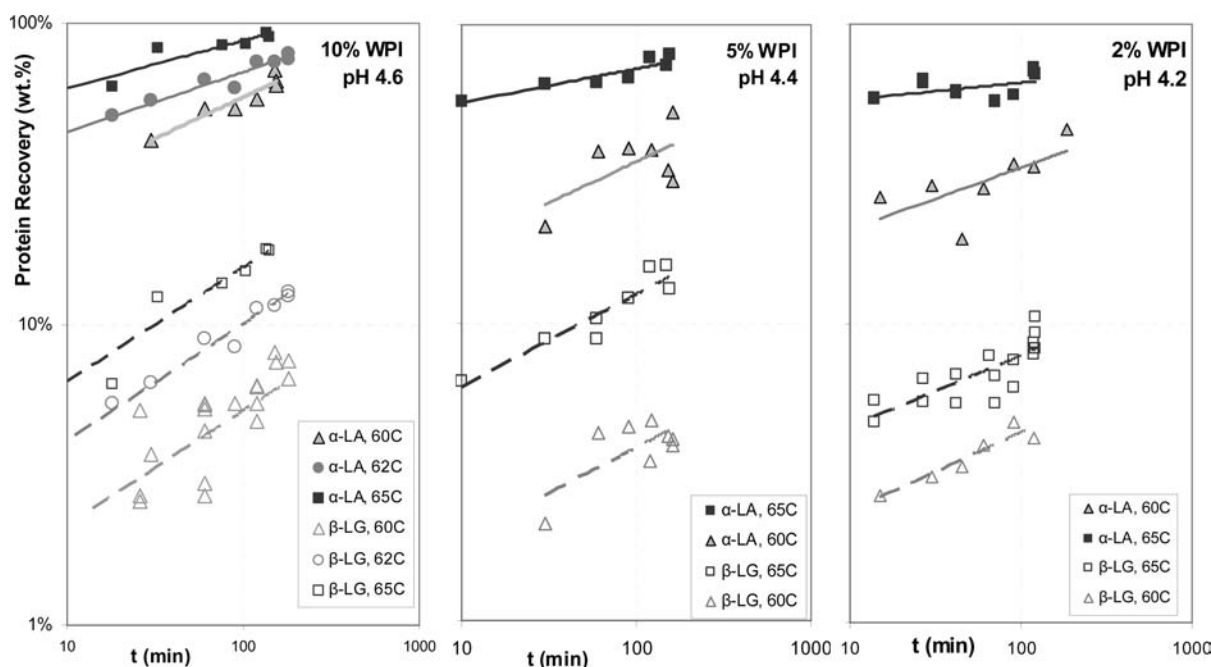 Protein Recovery (wt.%)
100%
10%
1%
10% WPI
pH 4.6
α-LA, 60C
α-LA, 62C
α-LA, 65C
β-LG, 60C
β-LG, 62C
β-LG, 65C
10
100
1000
t (min)
5% WPI
pH 4.4
α-LA, 65C
α-LA, 60C
β-LG, 65C
β-LG, 60C
10
100
1000
t (min)
2% WPI
pH 4.2
α-LA, 60C
α-LA, 65C
β-LG, 65C
β-LG, 60C
10
100
1000
t (min)